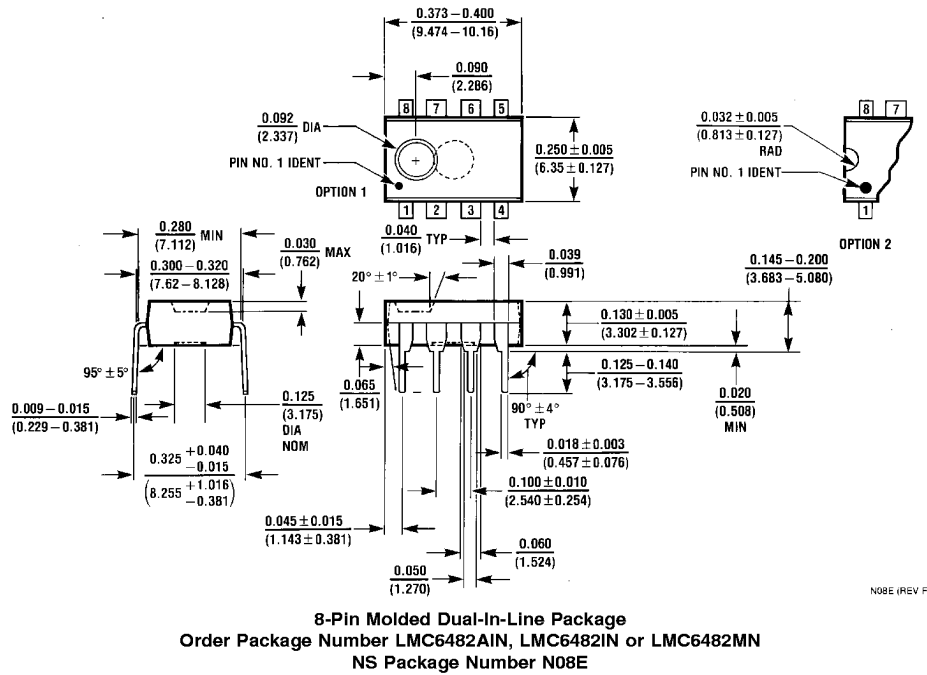 0.373 – 0.400
(9.474 – 10.16)
0.090
(2.286)
8 7 6 5
0.092 DIA
(2.337)
PIN NO. 1 IDENT
OPTION 1
+
1 2 3 4
0.250 ± 0.005
(6.35 ± 0.127)
0.032 ± 0.005
(0.813 ± 0.127)
RAD
PIN NO. 1 IDENT
8 7
1
OPTION 2
0.280 MIN
(7.112)
0.300 – 0.320
(7.62 – 8.128)
0.030 MAX
(0.762)
0.040 TYP
(1.016)
20° ± 1°
0.039
(0.991)
0.145 – 0.200
(3.683 – 5.080)
0.130 ± 0.005
(3.302 ± 0.127)
0.125 – 0.140
(3.175 – 3.556)
0.020
(0.508)
MIN
95° ± 5°
0.009 – 0.015
(0.229 – 0.381)
0.125
(3.175)
DIA
NOM
0.065
(1.651)
90° ± 4°
TYP
0.018 ± 0.003
(0.457 ± 0.076)
0.325 +0.040
−0.015
(8.255 +1.016
−0.381)
0.100 ± 0.010
(2.540 ± 0.254)
0.045 ± 0.015
(1.143 ± 0.381)
0.060
(1.524)
0.050
(1.270)
N08E (REV F
8-Pin Molded Dual-In-Line Package
Order Package Number LMC6482AIN, LMC6482IN or LMC6482MN
NS Package Number N08E